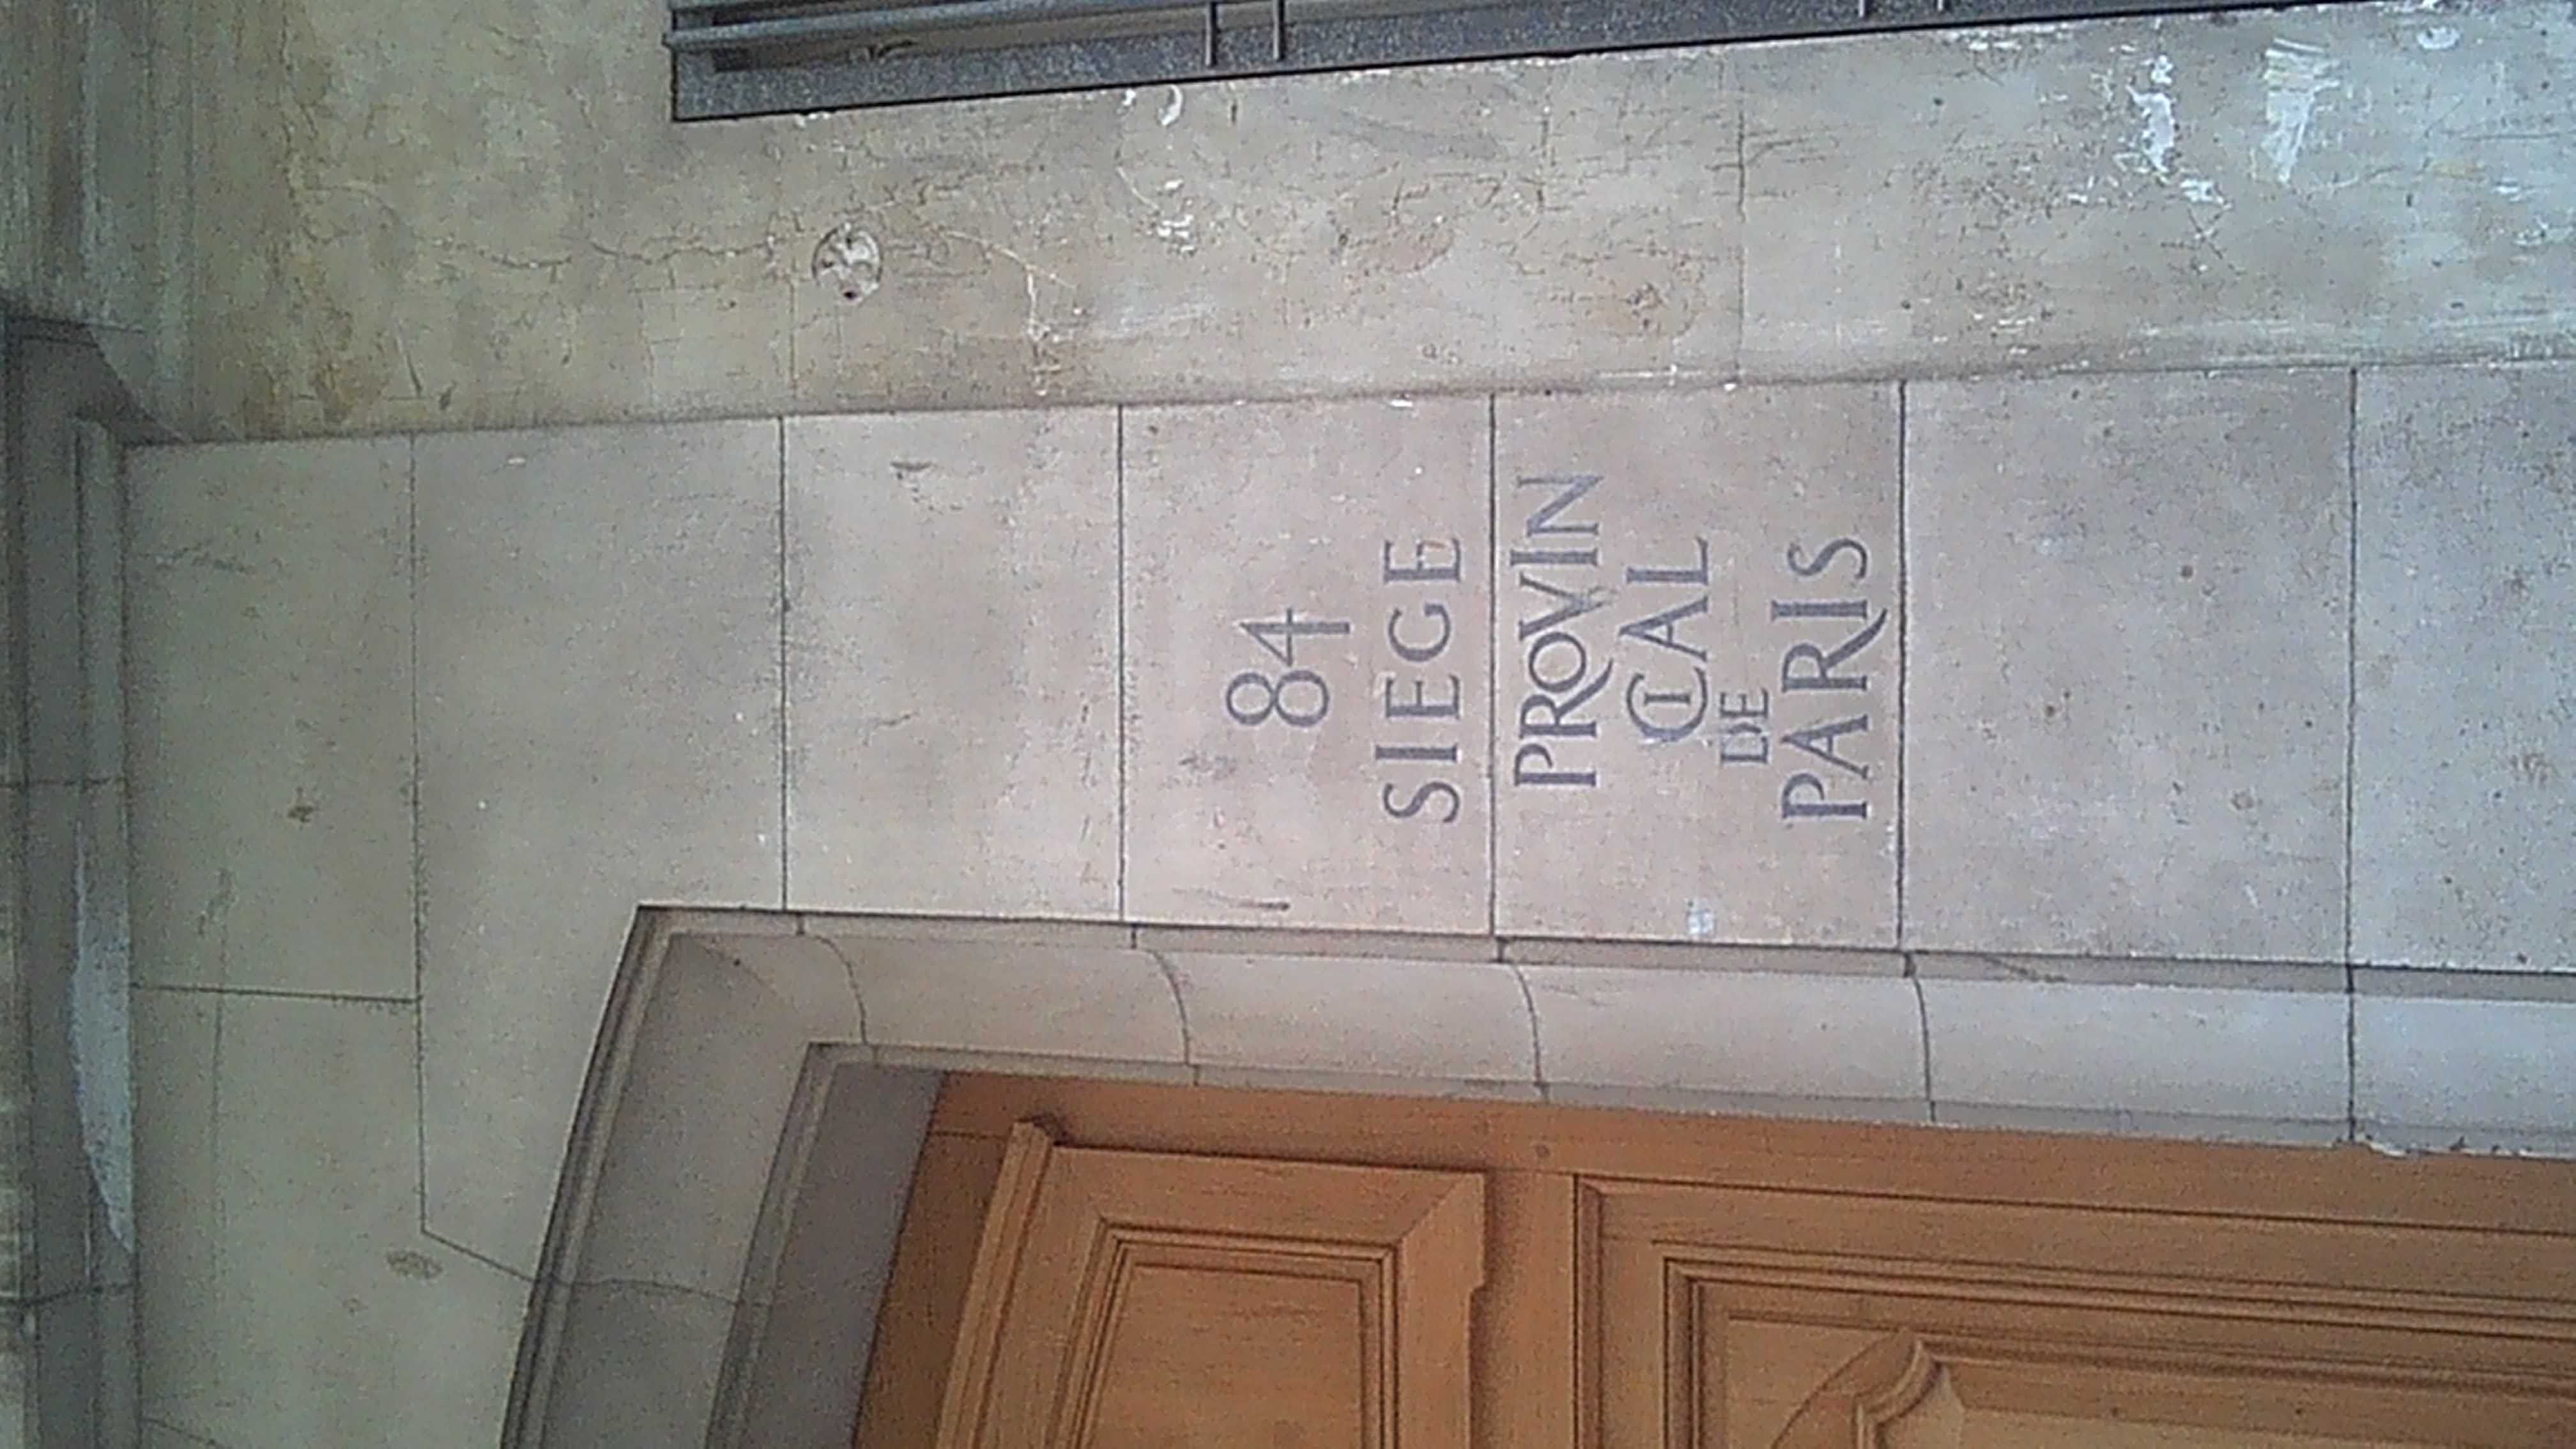 84
SIEGE
PROVIN
CIAL
DE
PARIS